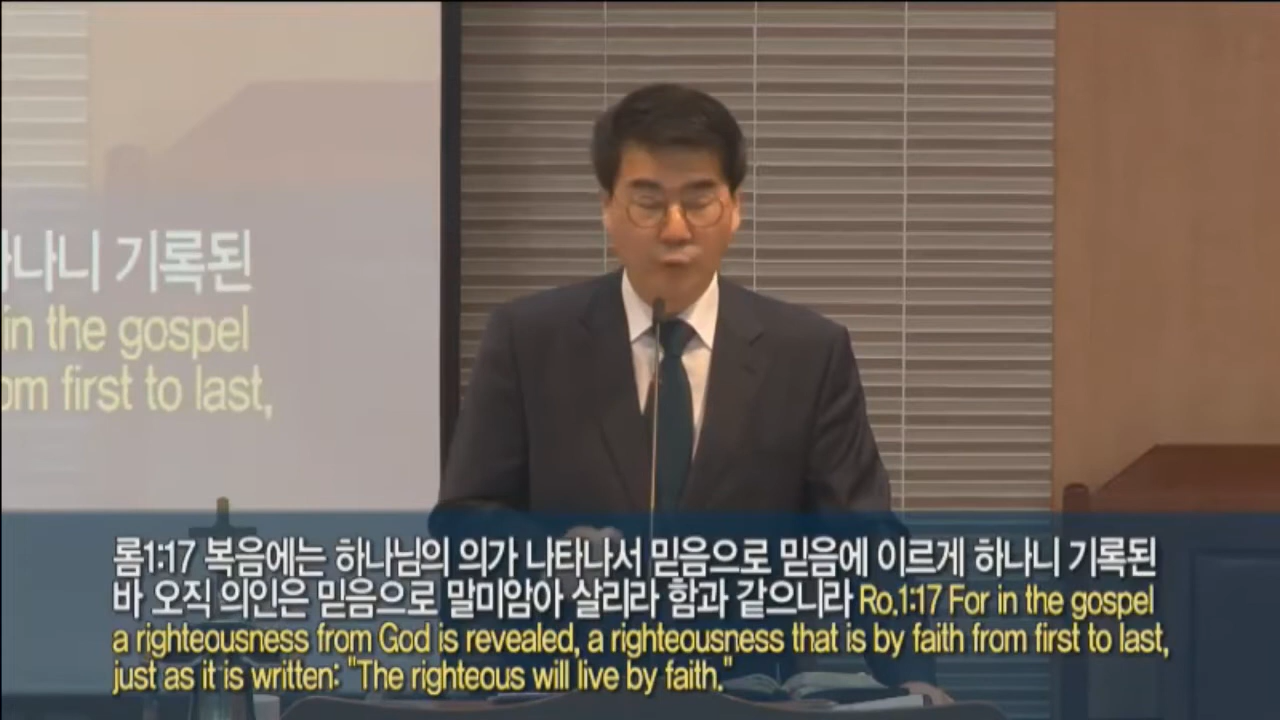 하나니 기록된
in the gospel
om first to last,
롬1:17 복음에는 하나님의 의가 나타나서 믿음으로 믿음에 이르게 하나니 기록된
바 오직 의인은 믿음으로 말미암아 살리라 함과 같으니라 Ro.1:17 For in the gospel
a righteousness from God is revealed, a righteousness that is by faith from first to last,
just as it is written: "The righteous will live by faith."